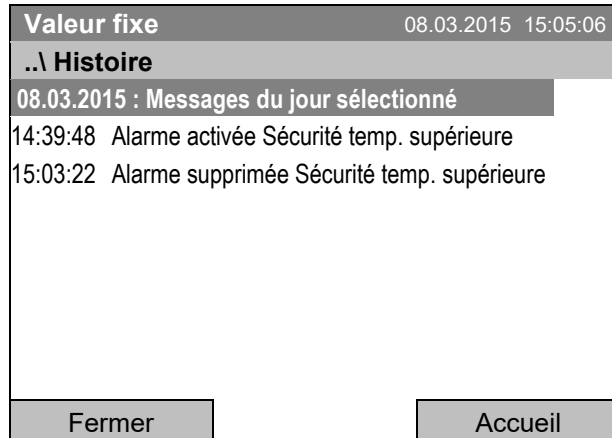 Valeur fixe 08.03.2015 15:05:06
..\ Histoire
08.03.2015 : Messages du jour sélectionné
14:39:48 Alarme activée Sécurité temp. supérieure
15:03:22 Alarme supprimée Sécurité temp. supérieure
Fermer Accueil